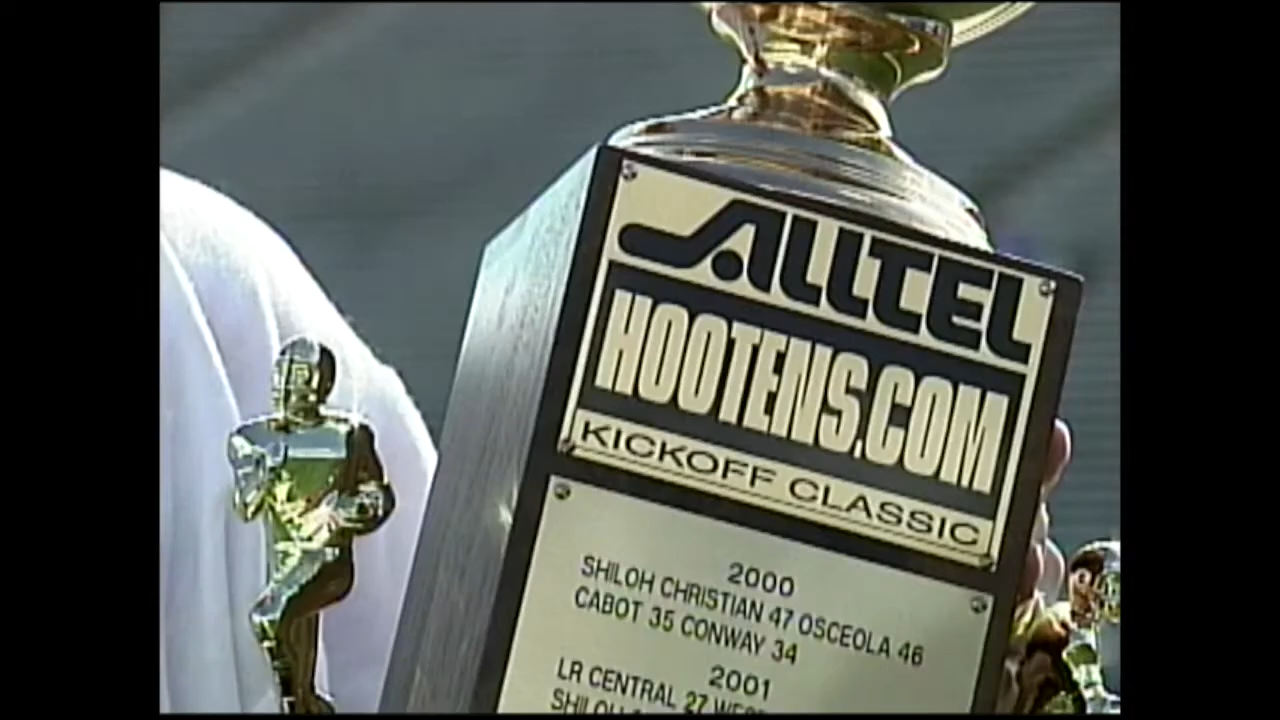 ALLTEL
HOOTENS.COM
KICKOFF CLASSIC
2000
SHILOH CHRISTIAN 47 OSCEOLA 46
CABOT 35 CONWAY 34
2001
LR CENTRAL 27